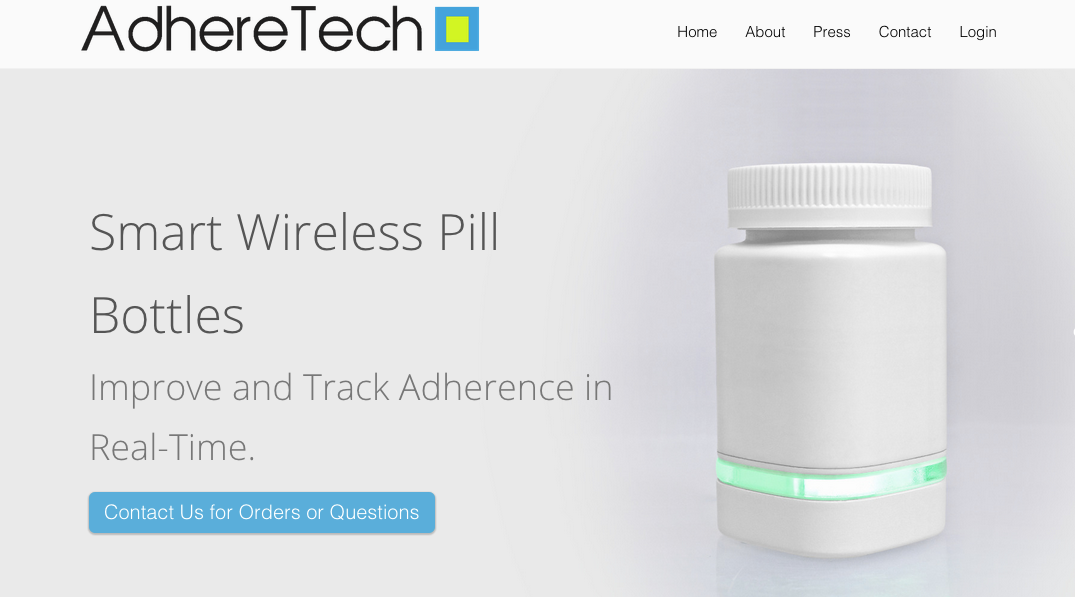 AdhereTech
Home About Press Contact Login
Smart Wireless Pill
Bottles
Improve and Track Adherence in
Real-Time.
Contact Us for Orders or Questions